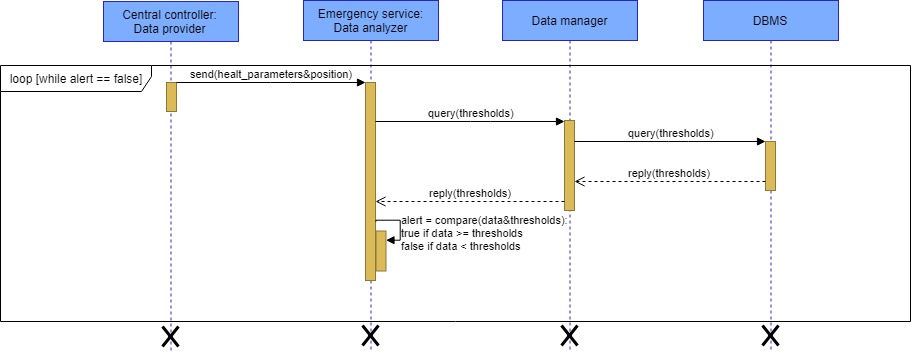 Central controller:
Data provider
Emergency service:
Data analyzer
Data manager
DBMS
loop [while alert == false]
send(healt_parameters&position)
query(thresholds)
query(thresholds)
reply(thresholds)
reply(thresholds)
alert = compare(data&thresholds):
true if data >= thresholds
false if data < thresholds